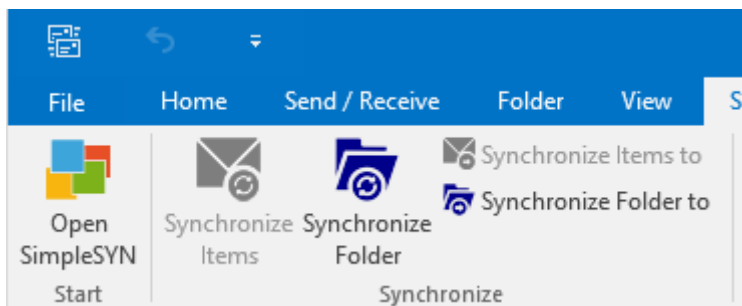 File Home Send / Receive Folder View S
Open SimpleSYN
Synchronize Items
Synchronize Folder
Synchronize Items to
Synchronize Folder to
Start Synchronize